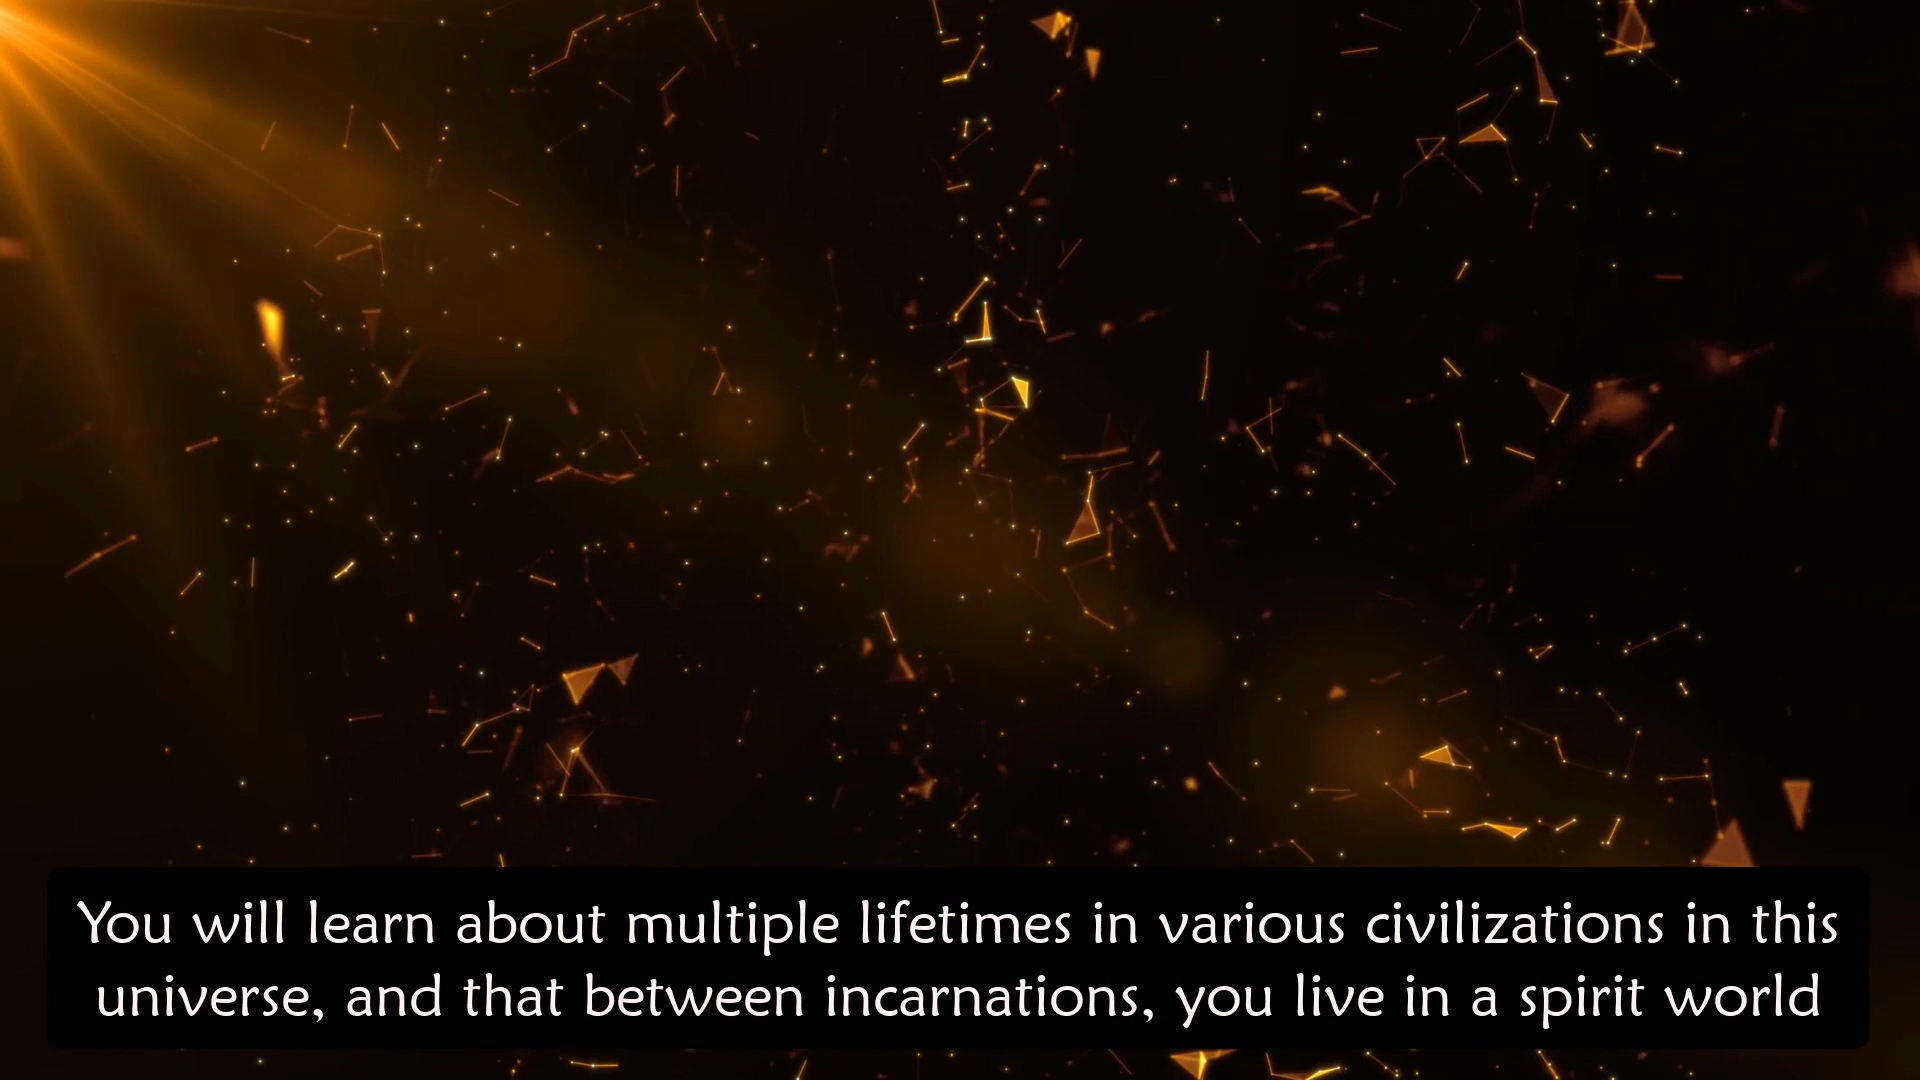 You will learn about multiple lifetimes in various civilizations in this
universe, and that between incarnations, you live in a spirit world